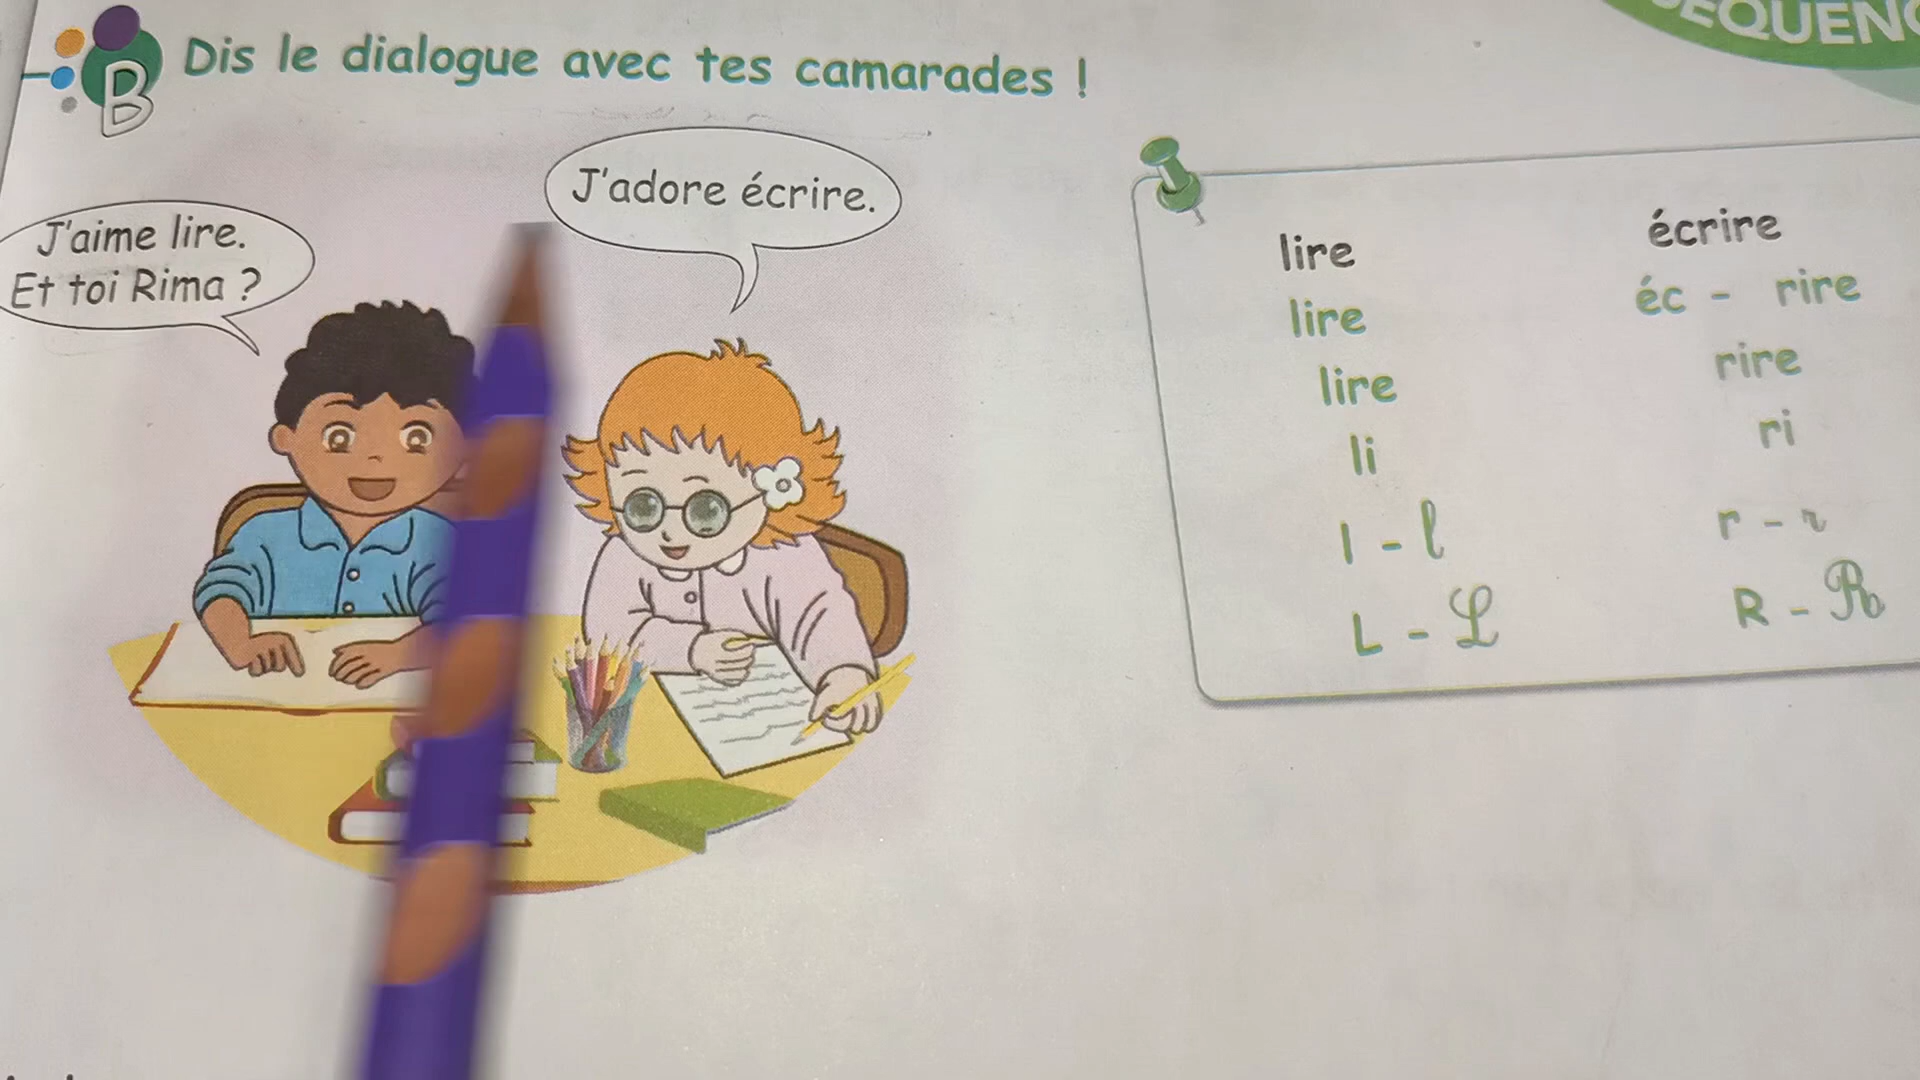 SEQUENC
B
Dis le dialogue avec tes camarades !
J'adore écrire.
J'aime lire.
Et toi Rima ?
lire
lire
lire
li
l - l
L - L
écrire
éc - rire
rire
ri
r - r
R - R